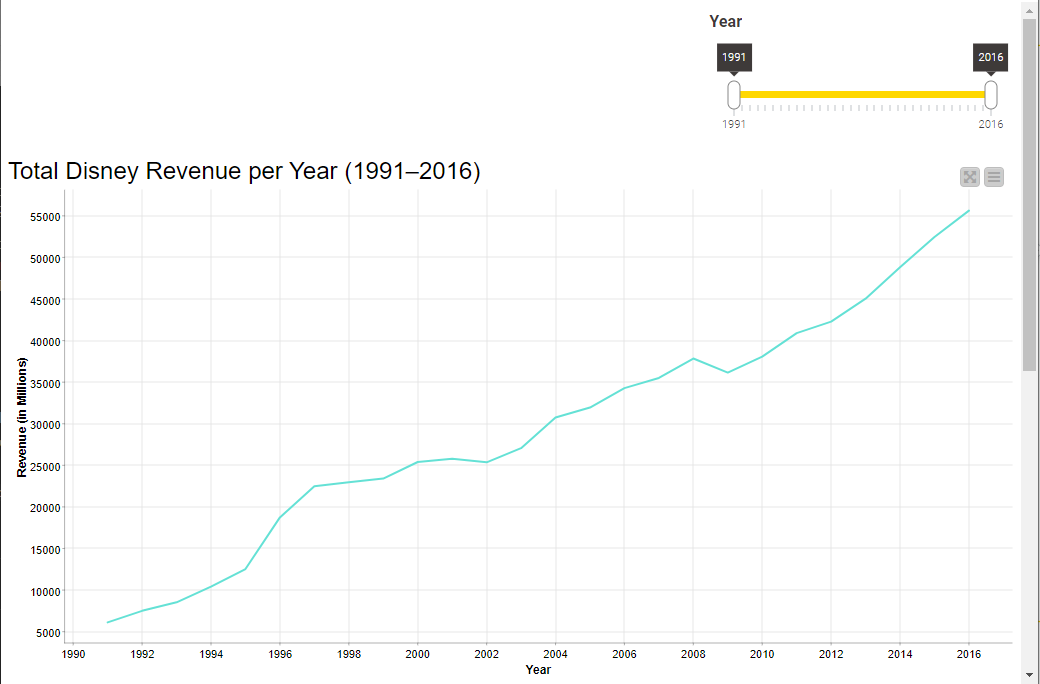 Year
1991 2016
1991 2016
Total Disney Revenue per Year (1991–2016)
Revenue (in Millions)
55000
50000
45000
40000
35000
30000
25000
20000
15000
10000
5000
1990 1992 1994 1996 1998 2000 2002 2004 2006 2008 2010 2012 2014 2016
Year